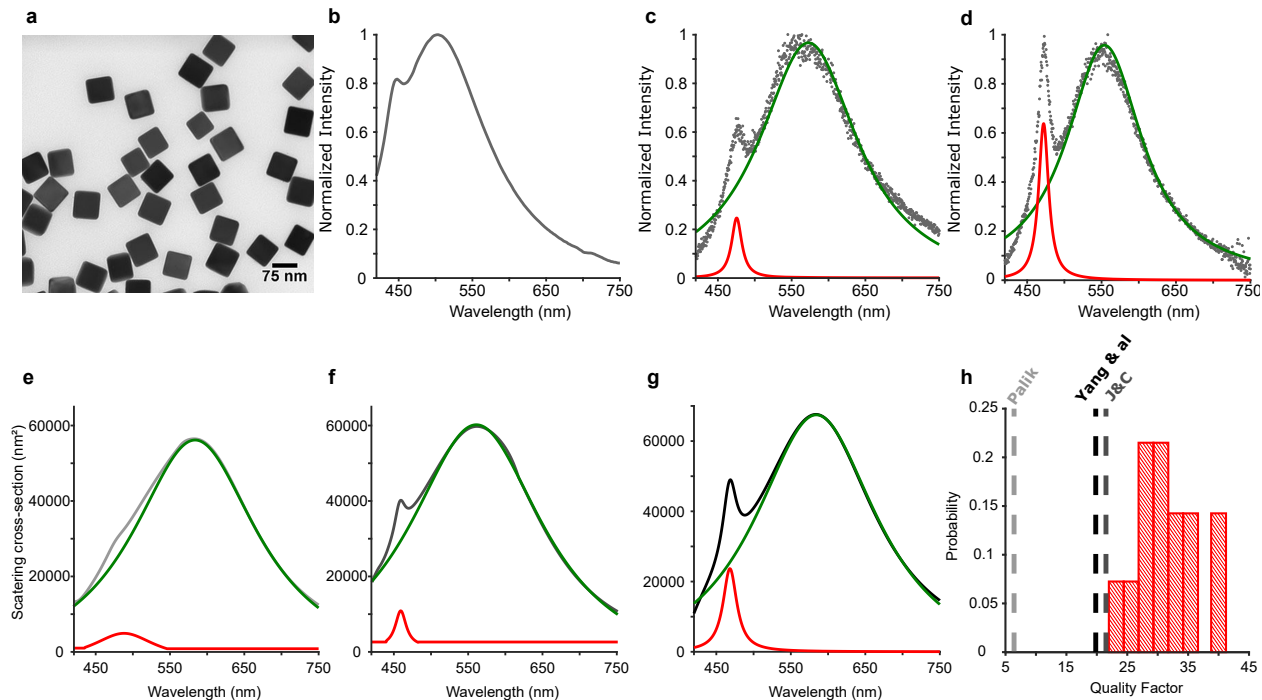 a
75 nm
b
Normalized Intensity
1
0.8
0.6
0.4
0.2
0
450
550
650
750
Wavelength (nm)
c
Normalized Intensity
1
0.8
0.6
0.4
0.2
0
450
550
650
750
Wavelength (nm)
d
Normalized Intensity
1
0.8
0.6
0.4
0.2
0
450
550
650
750
Wavelength (nm)
e
Scatering cross-section (nm²)
60000
40000
20000
0
450
550
650
750
Wavelength (nm)
f
60000
40000
20000
0
450
550
650
750
Wavelength (nm)
g
60000
40000
20000
0
450
550
650
750
Wavelength (nm)
h
Palik
Yang & al
J&C
Probability
0.25
0.2
0.15
0.1
0.05
0
5
15
25
35
45
Quality Factor